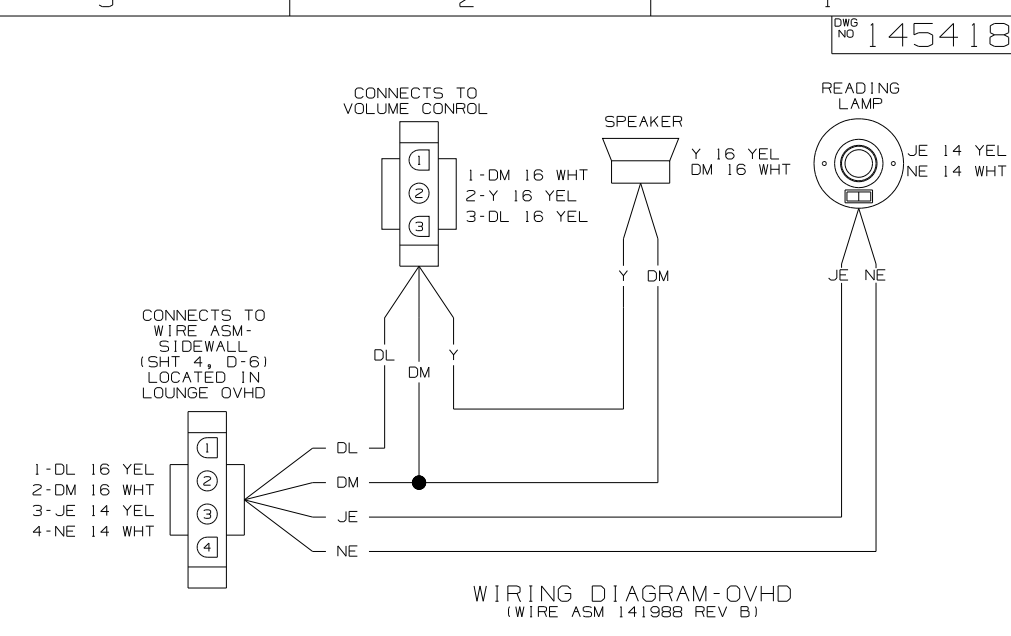 DWG NO 145418
CONNECTS TO
VOLUME CONROL
1
2
3
1-DM 16 WHT
2-Y 16 YEL
3-DL 16 YEL
SPEAKER
Y 16 YEL
DM 16 WHT
READING
LAMP
JE 14 YEL
NE 14 WHT
Y DM
JE NE
DL DM Y
CONNECTS TO
WIRE ASM-
SIDEWALL
(SHT 4, D-6)
LOCATED IN
LOUNGE OVHD
1-DL 16 YEL
2-DM 16 WHT
3-JE 14 YEL
4-NE 14 WHT
1
2
3
4
DL
DM
JE
NE
WIRING DIAGRAM-OVHD
(WIRE ASM 141988 REV B)